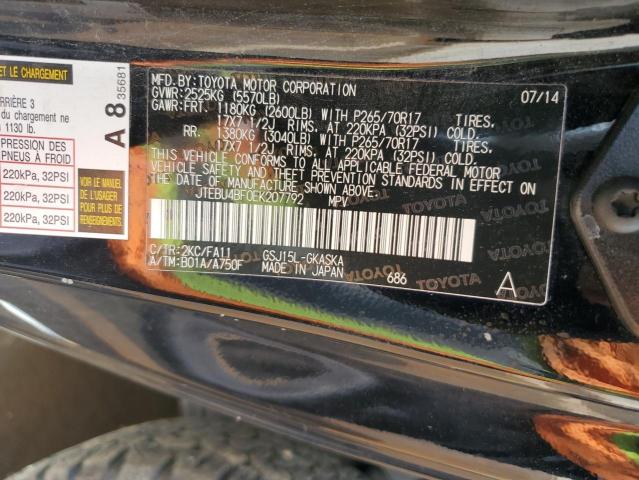 ET LE CHARGEMENT
RRIÈRE 3
du chargement ne
1130 lb.
A 8 35681
PRESSION DES
PNEUS À FROID
220kPa, 32PSI
220kPa, 32PSI
220kPa, 32PSI
VOIR LE MANUEL
DE L'USAGER
POUR PLUS DE
RENSEIGNEMENTS.
MFD. BY: TOYOTA MOTOR CORPORATION 07/14
GVWR: 2525KG (5570LB)
GAWR: FRT. 1180KG (2600LB) WITH P265/70R17 TIRES,
17X7 1/2J RIMS, AT 220KPA (32PSI) COLD.
RR. 1380KG (3040LB) WITH P265/70R17 TIRES,
17X7 1/2J RIMS, AT 220KPA (32PSI) COLD.
THIS VEHICLE CONFORMS TO ALL APPLICABLE FEDERAL MOTOR
VEHICLE SAFETY AND THEFT PREVENTION STANDARDS IN EFFECT ON
THE DATE OF MANUFACTURE SHOWN ABOVE.
JTEBU4BF0EK207792 MPV
C/TR: 2KC/FA11 GSJ15L-GKASKA
A/TM: B01A/A750F MADE IN JAPAN 686 A